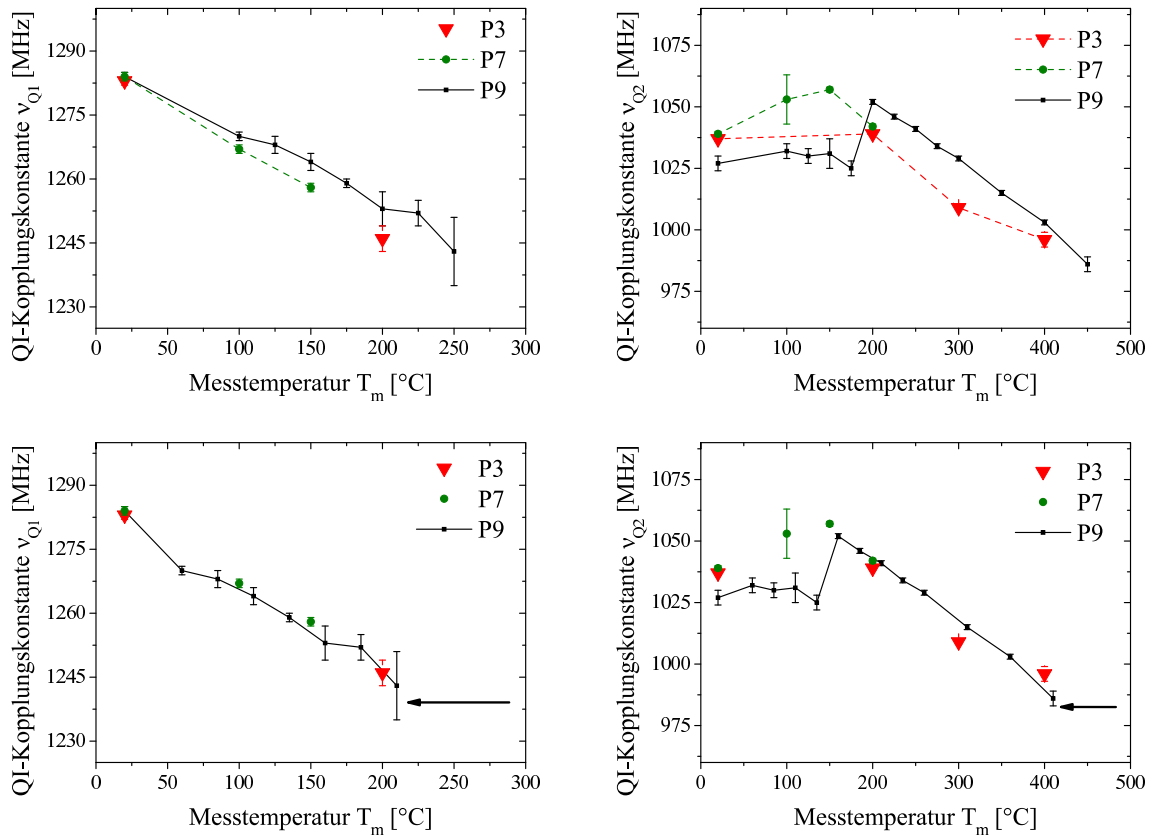 QI-Kopplungskonstante ν_Q1 [MHz]
1290
1275
1260
1245
1230
P3
P7
P9
0 50 100 150 200 250 300
Messtemperatur T_m [°C]
QI-Kopplungskonstante ν_Q2 [MHz]
1075
1050
1025
1000
975
P3
P7
P9
0 100 200 300 400 500
Messtemperatur T_m [°C]
QI-Kopplungskonstante ν_Q1 [MHz]
1290
1275
1260
1245
1230
P3
P7
P9
0 50 100 150 200 250 300
Messtemperatur T_m [°C]
QI-Kopplungskonstante ν_Q2 [MHz]
1075
1050
1025
1000
975
P3
P7
P9
0 100 200 300 400 500
Messtemperatur T_m [°C]